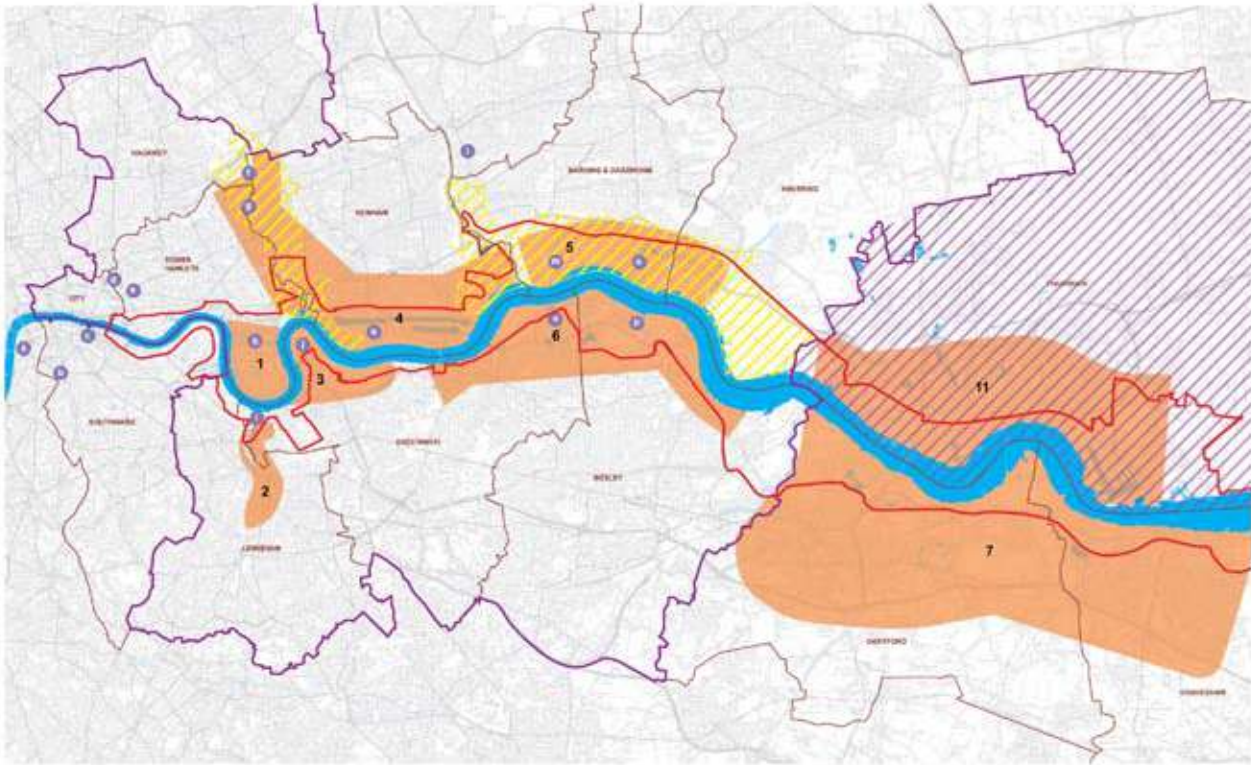 HACKNEY
BARKING & DAGENHAM
HAVERING
NEWHAM
TOWER
HAMLETS
CITY
THURROCK
5
4
6
1
3
11
SOUTHWARK
GREENWICH
BEXLEY
2
LEWISHAM
7
DARTFORD
GRAVESHAM